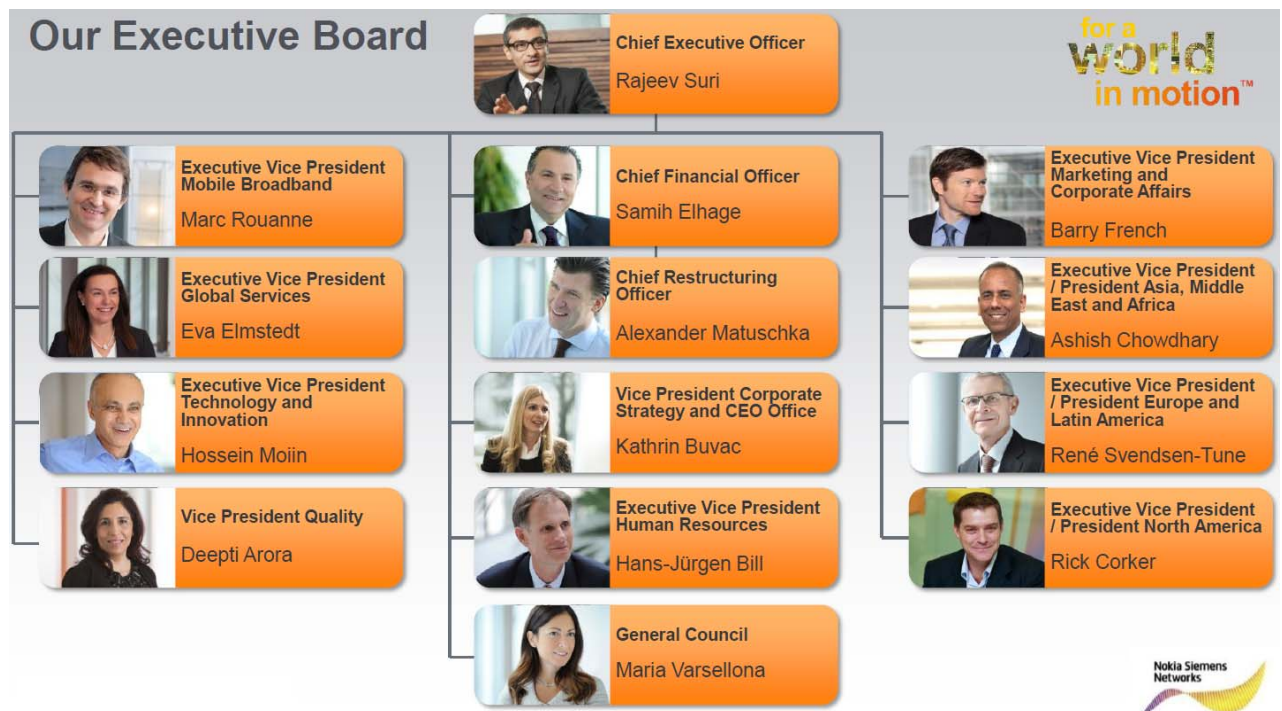 Our Executive Board
Chief Executive Officer
Rajeev Suri
for a
world
in motion™
Executive Vice President
Mobile Broadband
Marc Rouanne
Executive Vice President
Global Services
Eva Elmstedt
Executive Vice President
Technology and
Innovation
Hossein Moiin
Vice President Quality
Deepti Arora
Chief Financial Officer
Samih Elhage
Chief Restructuring
Officer
Alexander Matuschka
Vice President Corporate
Strategy and CEO Office
Kathrin Buvac
Executive Vice President
Human Resources
Hans-Jürgen Bill
General Council
Maria Varsellona
Executive Vice President
Marketing and
Corporate Affairs
Barry French
Executive Vice President
/ President Asia, Middle
East and Africa
Ashish Chowdhary
Executive Vice President
/ President Europe and
Latin America
René Svendsen-Tune
Executive Vice President
/ President North America
Rick Corker
Nokia Siemens
Networks